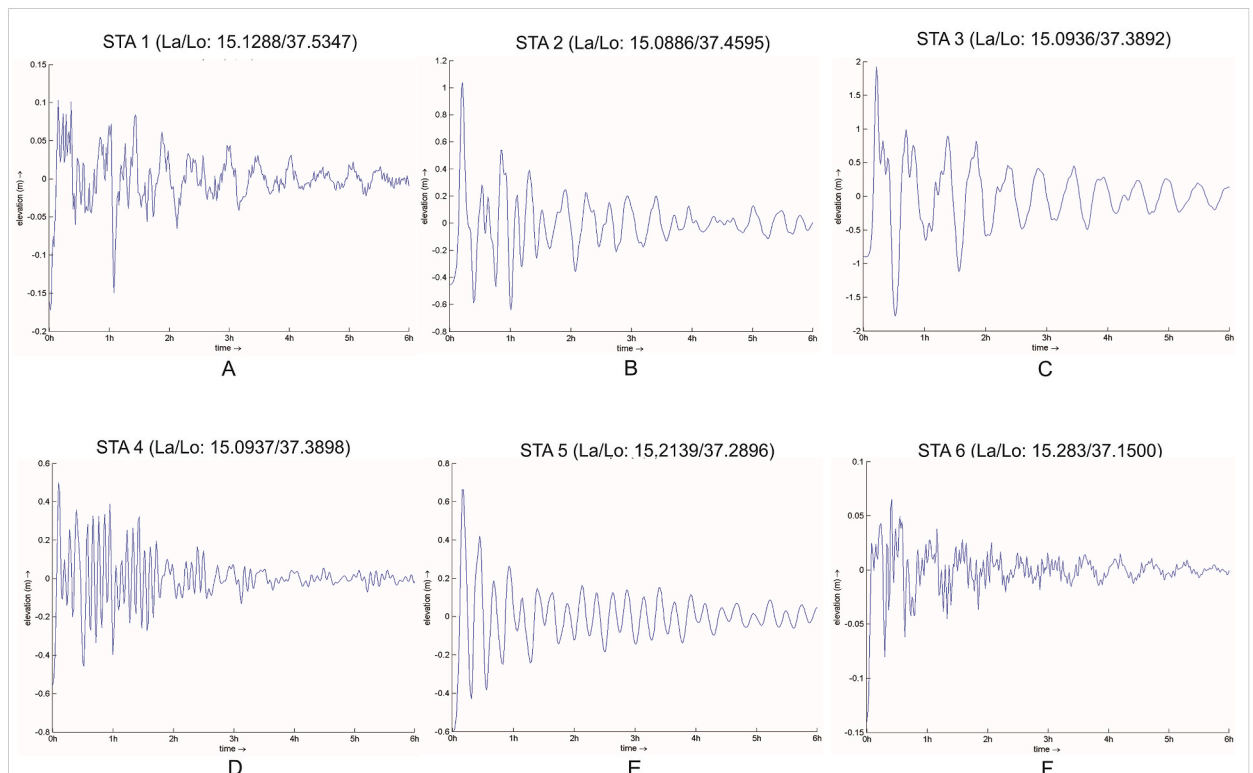 STA 1 (La/Lo: 15.1288/37.5347)
0.15
0.1
0.05
0
-0.05
-0.1
-0.15
-0.2
elevation (m) →
0h 1h 2h 3h 4h 5h 6h
time →
A
STA 2 (La/Lo: 15.0886/37.4595)
1.2
1
0.8
0.6
0.4
0.2
0
-0.2
-0.4
-0.6
-0.8
elevation (m) →
0h 1h 2h 3h 4h 5h 6h
time →
B
STA 3 (La/Lo: 15.0936/37.3892)
2
1.5
1
0.5
0
-0.5
-1
-1.5
-2
elevation (m) →
0h 1h 2h 3h 4h 5h 6h
time →
C
STA 4 (La/Lo: 15.0937/37.3898)
0.6
0.4
0.2
0
-0.2
-0.4
-0.6
-0.8
elevation (m) →
0h 1h 2h 3h 4h 5h 6h
time →
D
STA 5 (La/Lo: 15.2139/37.2896)
0.8
0.6
0.4
0.2
0
-0.2
-0.4
-0.6
elevation (m) →
0h 1h 2h 3h 4h 5h 6h
time →
E
STA 6 (La/Lo: 15.283/37.1500)
0.1
0.05
0
-0.05
-0.1
-0.15
elevation (m) →
0h 1h 2h 3h 4h 5h 6h
time →
F